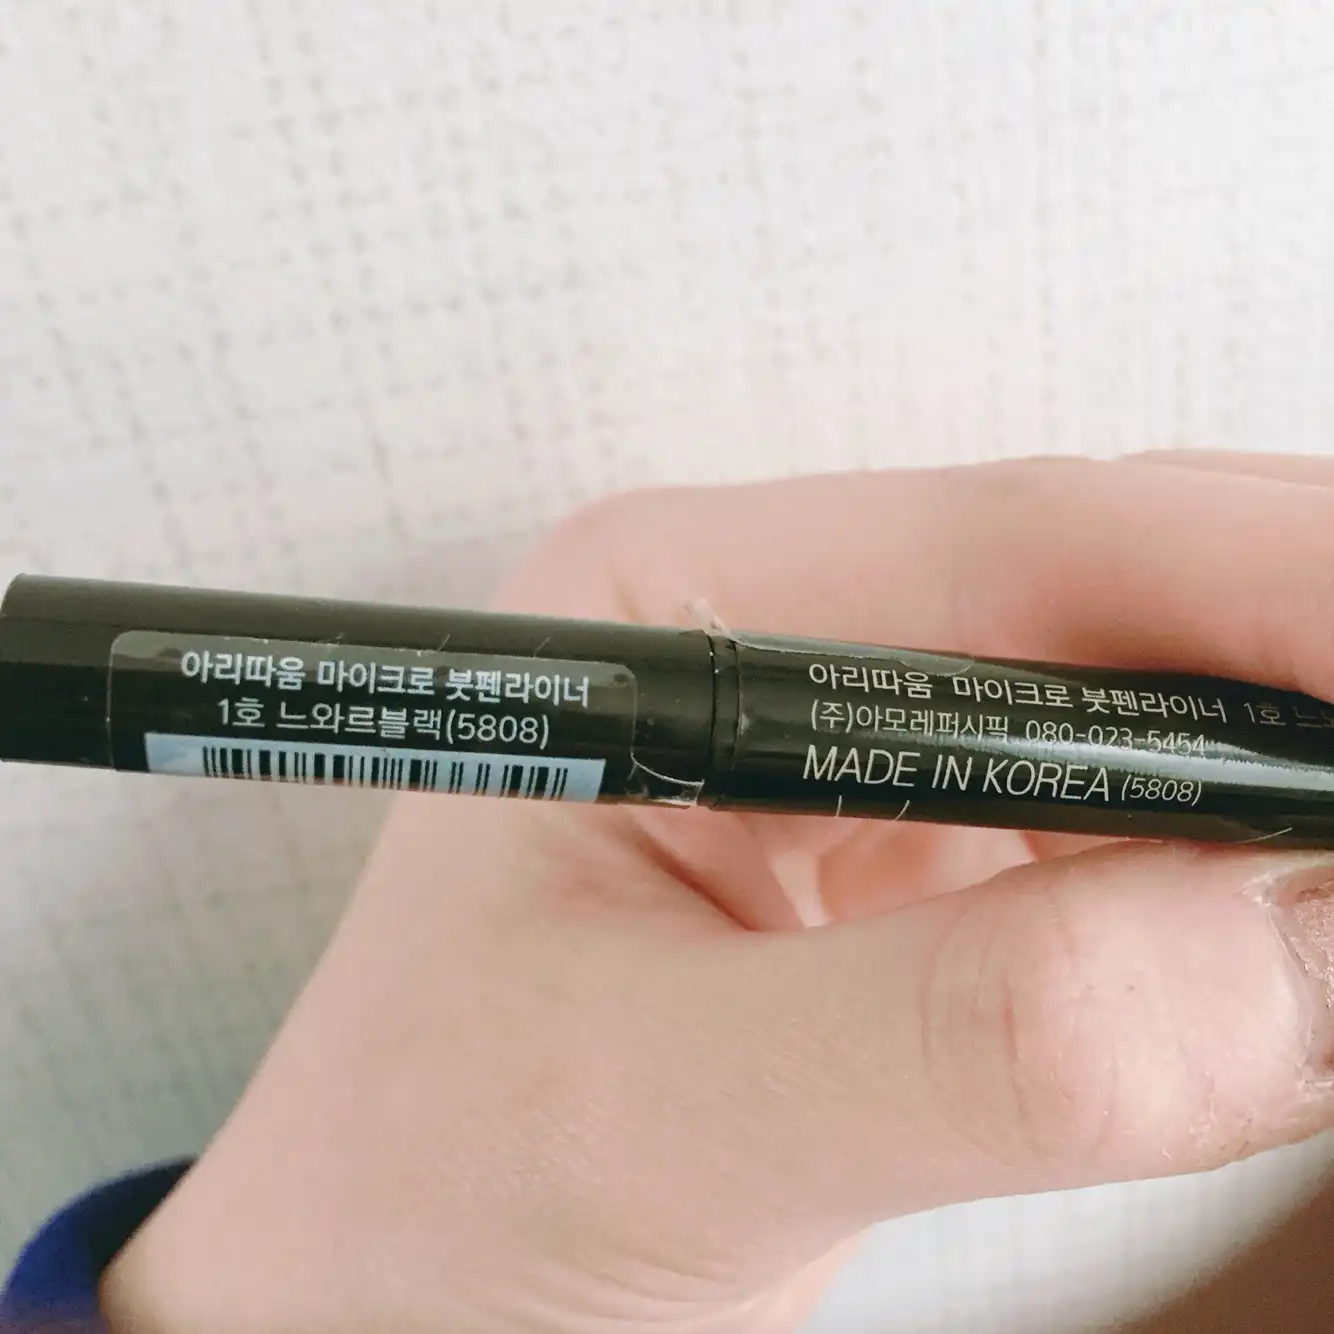 아리따움 마이크로 붓펜라이너
1호 느와르블랙(5808)
아리따움 마이크로 붓펜라이너 1호
(주)아모레퍼시픽 080-023-5454
MADE IN KOREA (5808)